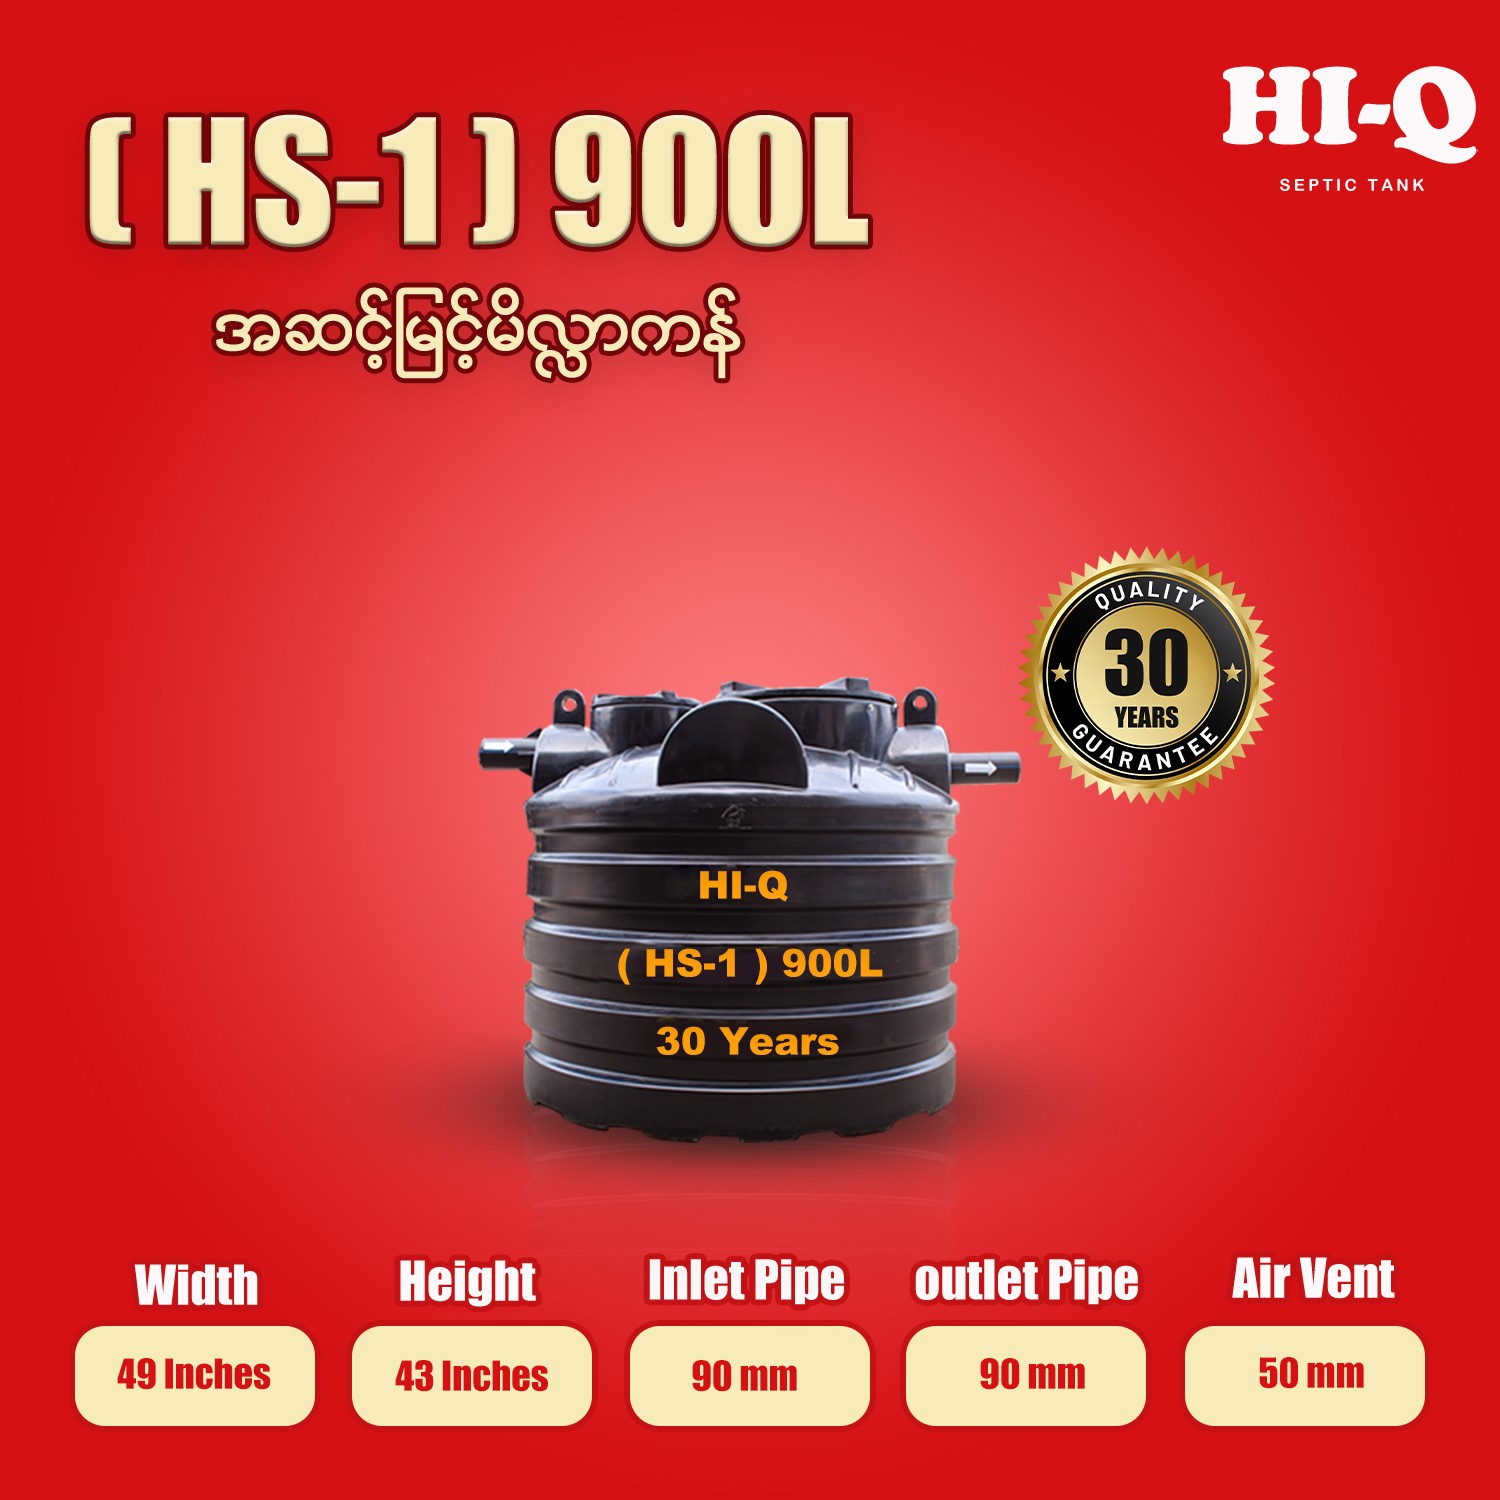 HI-Q
SEPTIC TANK
( HS-1 ) 900L
အဆင့်မြင့်မိလ္လာကန်
QUALITY
30
YEARS
GUARANTEE
HI-Q
( HS-1 ) 900L
30 Years
Width
49 Inches
Height
43 Inches
Inlet Pipe
90 mm
outlet Pipe
90 mm
Air Vent
50 mm